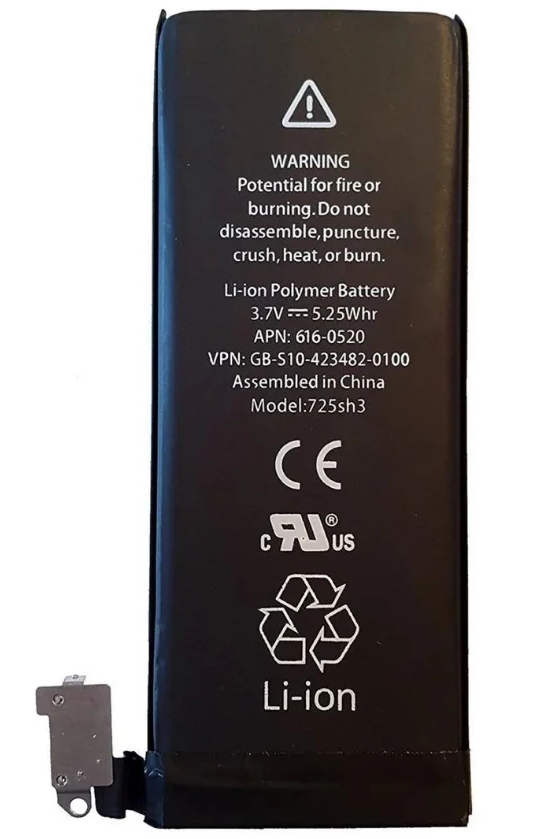 WARNING
Potential for fire or
burning. Do not
disassemble, puncture,
crush, heat, or burn.
Li-ion Polymer Battery
3.7V ⎓ 5.25Whr
APN: 616-0520
VPN: GB-S10-423482-0100
Assembled in China
Model:725sh3
CE
c RU® US
Li-ion